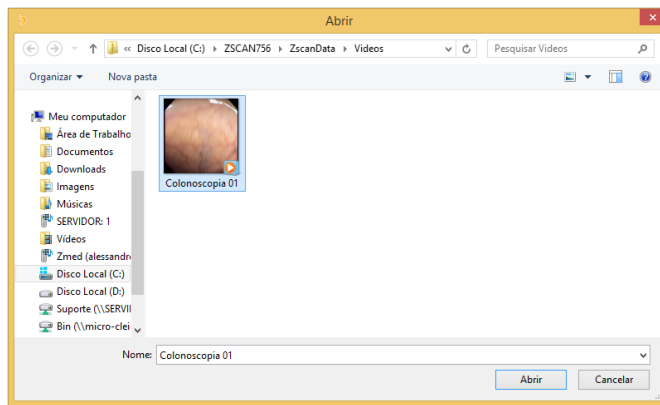 Abrir
« Disco Local (C:) ZSCAN756 ZscanData Videos
Pesquisar Videos
Organizar Nova pasta
Meu computador
Área de Trabalho
Documentos
Downloads
Imagens
Músicas
SERVIDOR: 1
Vídeos
Zmed (alessandr
Disco Local (C:)
Disco Local (D:)
Suporte (\\SERVI
Bin (\\micro-clei
Colonoscopia 01
Nome: Colonoscopia 01
Abrir Cancelar